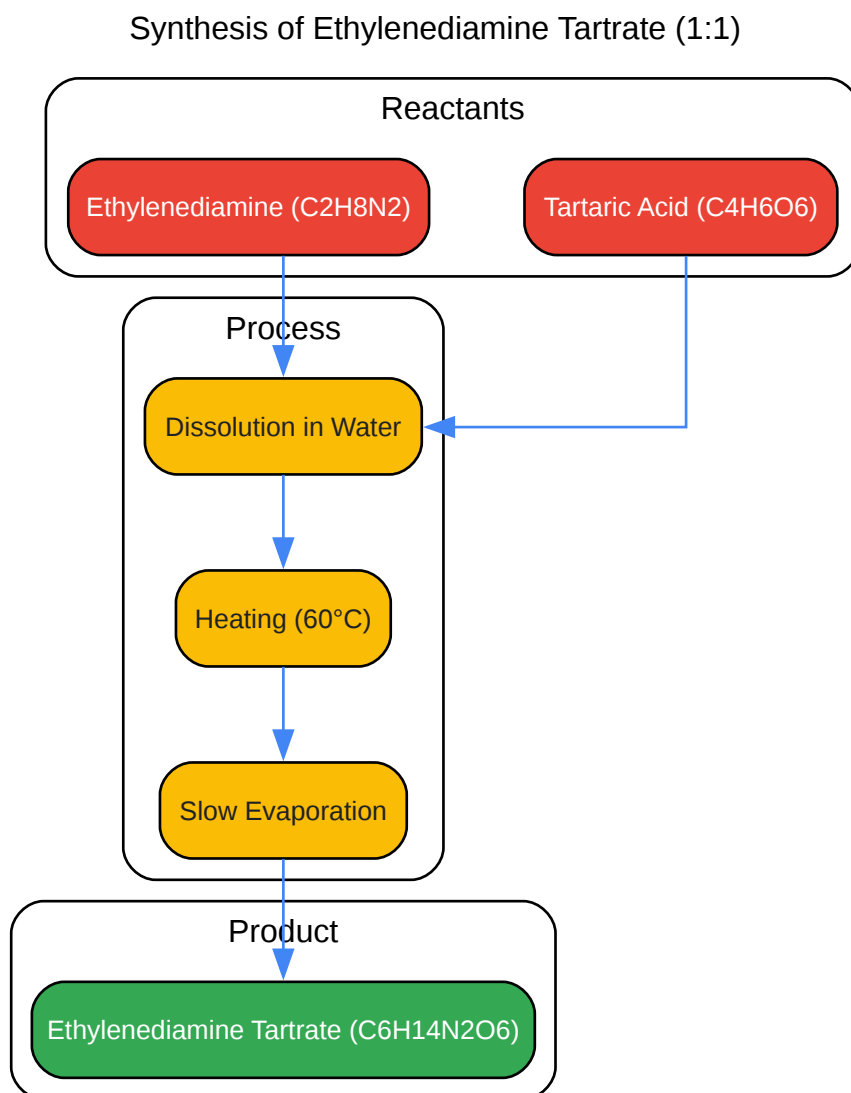 Synthesis of Ethylenediamine Tartrate (1:1)
Reactants
Ethylenediamine (C2H8N2)
Tartaric Acid (C4H6O6)
Process
Dissolution in Water
Heating (60°C)
Slow Evaporation
Product
Ethylenediamine Tartrate (C6H14N2O6)